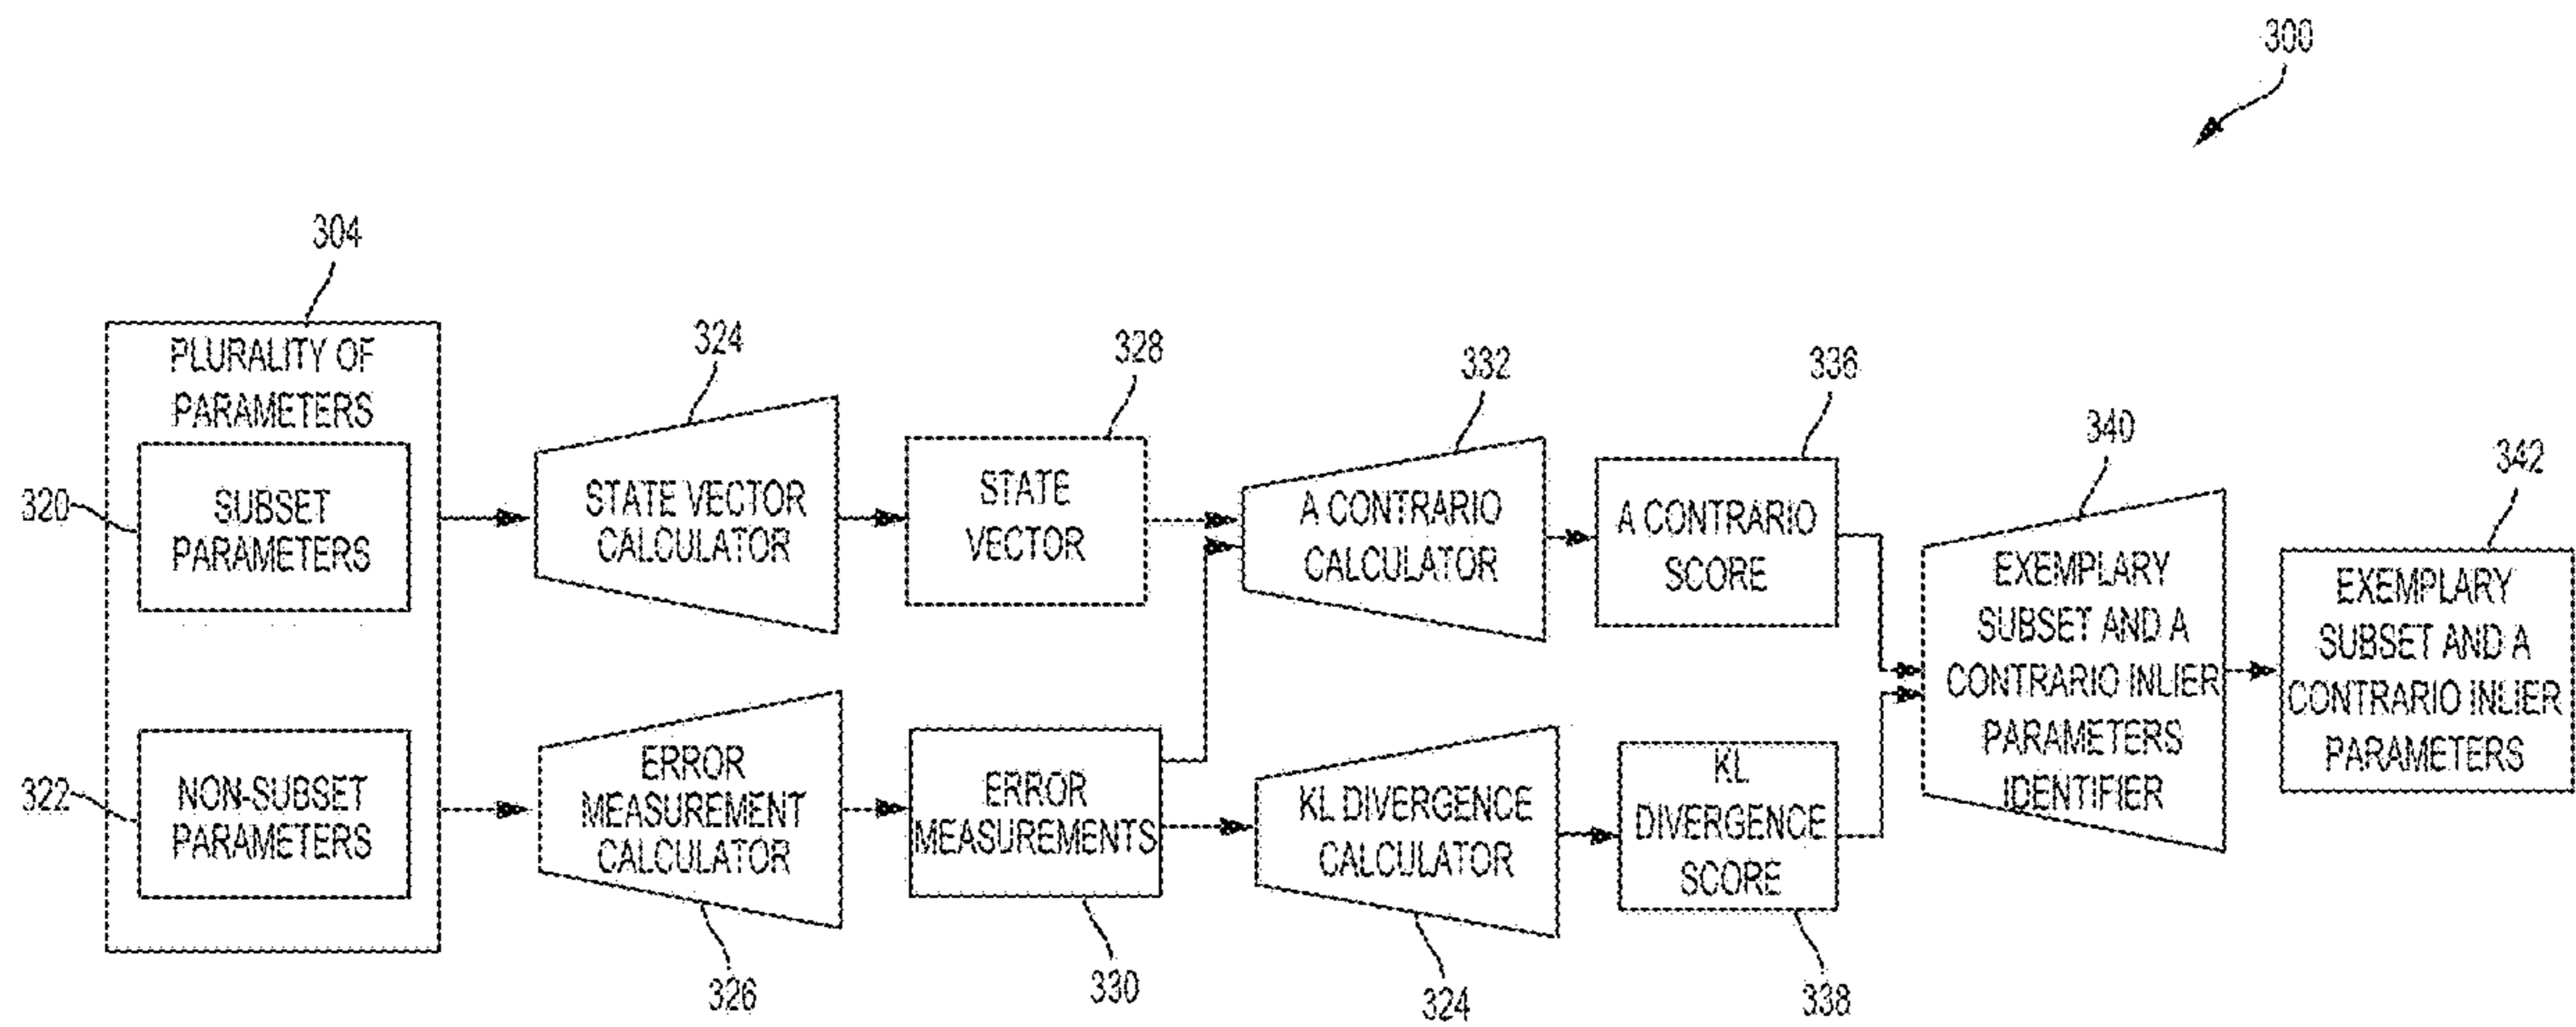 300
304
PLURALITY OF
PARAMETERS
320
SUBSET
PARAMETERS
322
NON-SUBSET
PARAMETERS
324
STATE VECTOR
CALCULATOR
ERROR
MEASUREMENT
CALCULATOR
326
328
STATE
VECTOR
ERROR
MEASUREMENTS
330
332
A CONTRARIO
CALCULATOR
KL DIVERGENCE
CALCULATOR
324
336
A CONTRARIO
SCORE
KL
DIVERGENCE
SCORE
338
340
EXEMPLARY
SUBSET AND A
CONTRARIO INLIER
PARAMETERS
IDENTIFIER
342
EXEMPLARY
SUBSET AND A
CONTRARIO INLIER
PARAMETERS